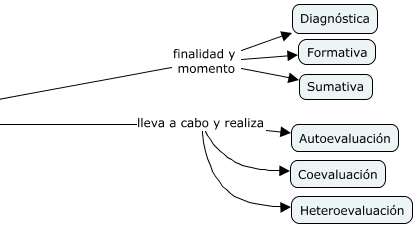 Diagnóstica
finalidad y
momento
Formativa
Sumativa
lleva a cabo y realiza
Autoevaluación
Coevaluación
Heteroevaluación